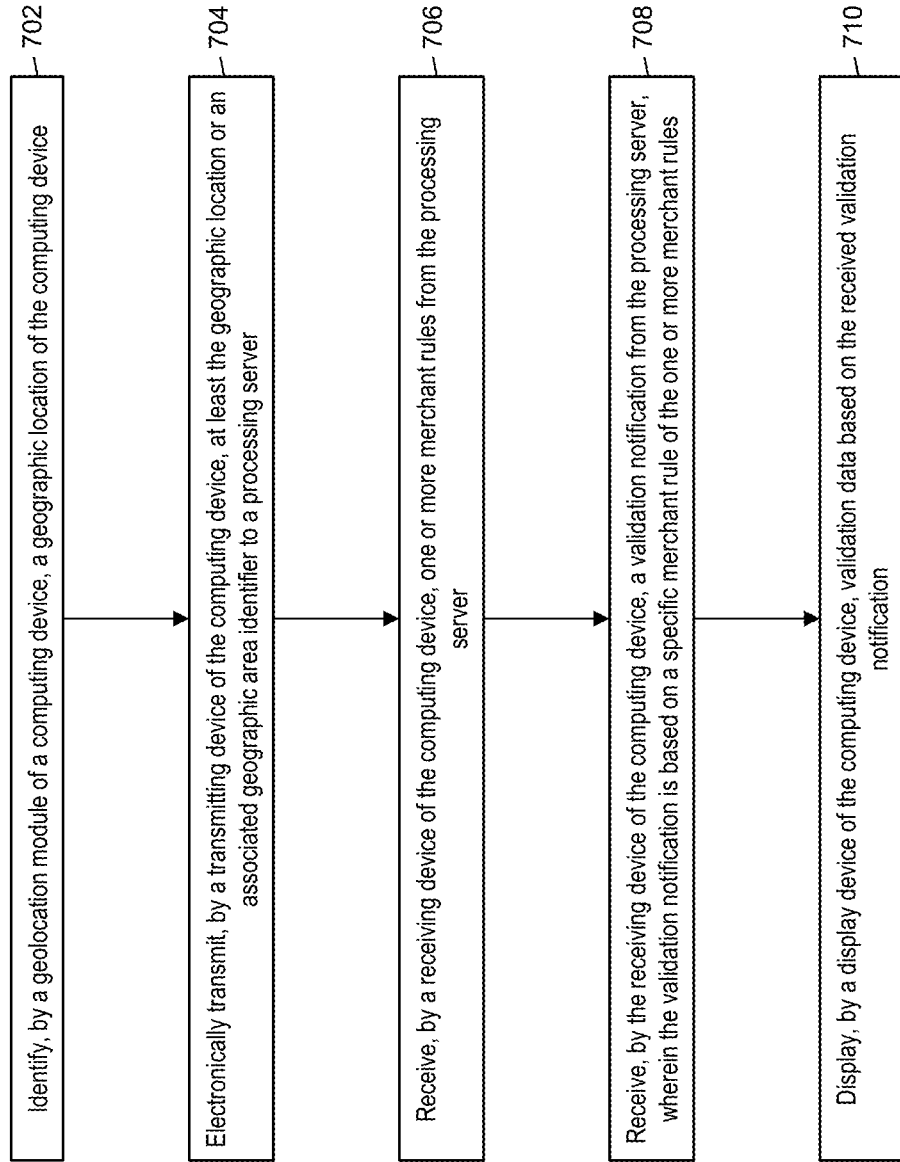 Identify, by a geolocation module of a computing device, a geographic location of the computing device
702
Electronically transmit, by a transmitting device of the computing device, at least the geographic location or an
associated geographic area identifier to a processing server
704
Receive, by a receiving device of the computing device, one or more merchant rules from the processing
server
706
Receive, by the receiving device of the computing device, a validation notification from the processing server,
wherein the validation notification is based on a specific merchant rule of the one or more merchant rules
708
Display, by a display device of the computing device, validation data based on the received validation
notification
710